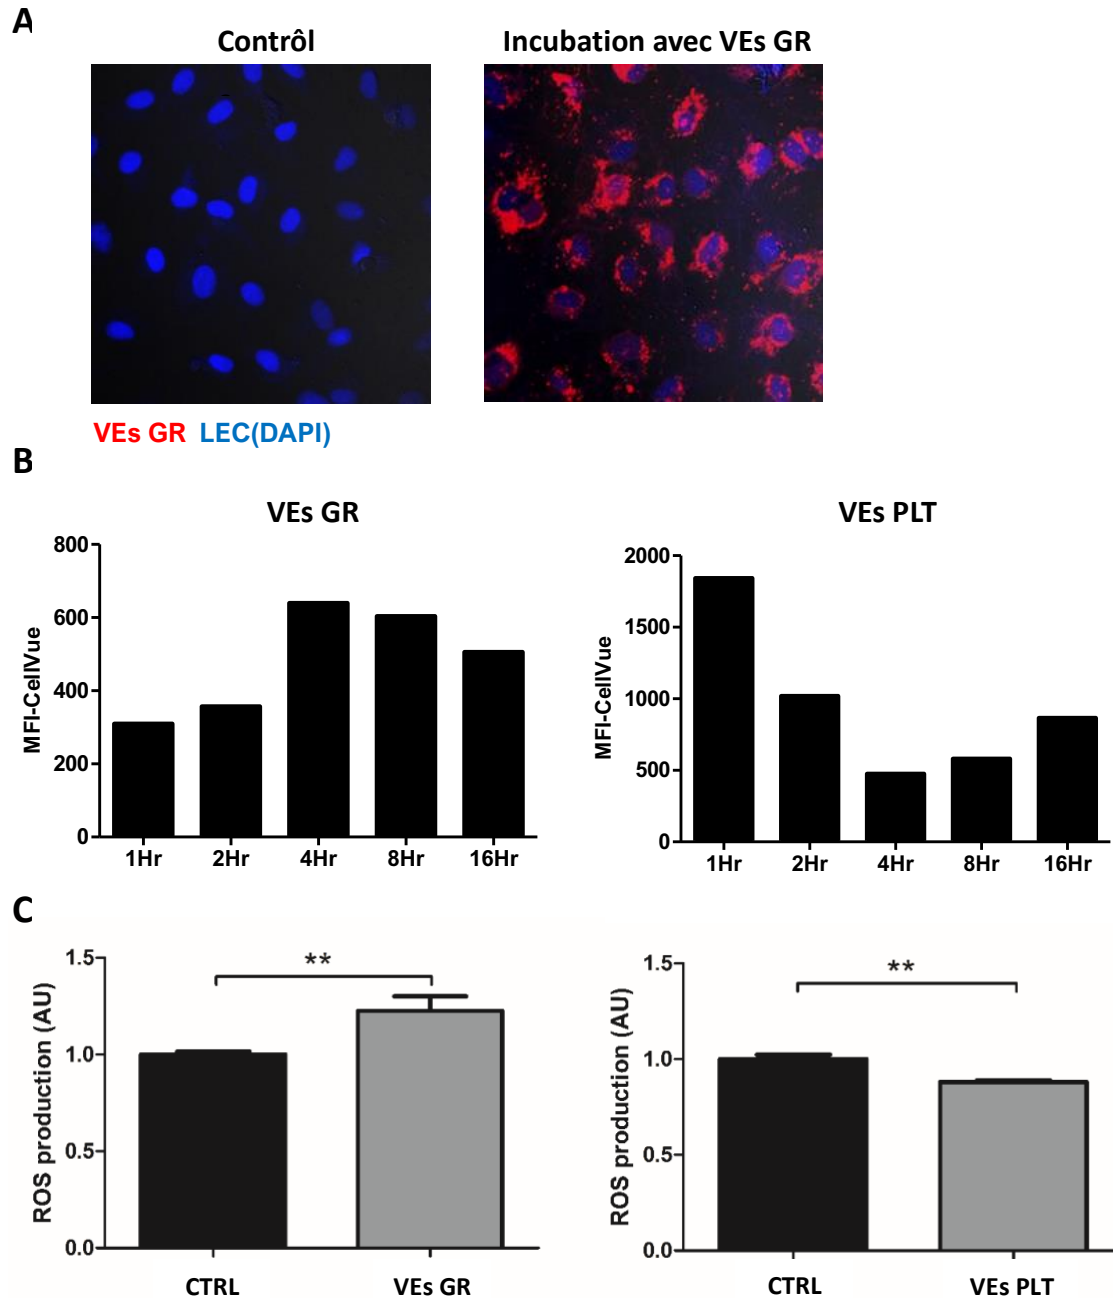 A
Contrôl
Incubation avec VEs GR
VEs GR LEC(DAPI)
B
VEs GR
VEs PLT
800
600
400
200
0
MFI-CellVue
1Hr
2Hr
4Hr
8Hr
16Hr
2000
1500
1000
500
0
MFI-CellVue
1Hr
2Hr
4Hr
8Hr
16Hr
C
1.5
1.0
0.5
0.0
ROS production (AU)
**
CTRL
VEs GR
1.5
1.0
0.5
0.0
ROS production (AU)
**
CTRL
VEs PLT